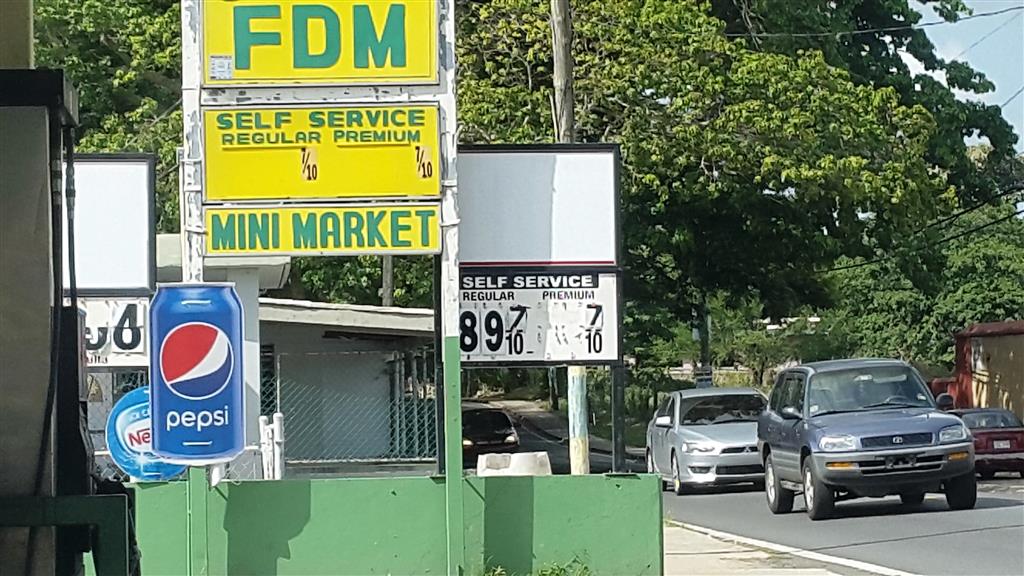 FDM
SELF SERVICE
REGULAR PREMIUM
7/10 7/10
MINI MARKET
SELF SERVICE
REGULAR PREMIUM
89 7/10 7/10
pepsi